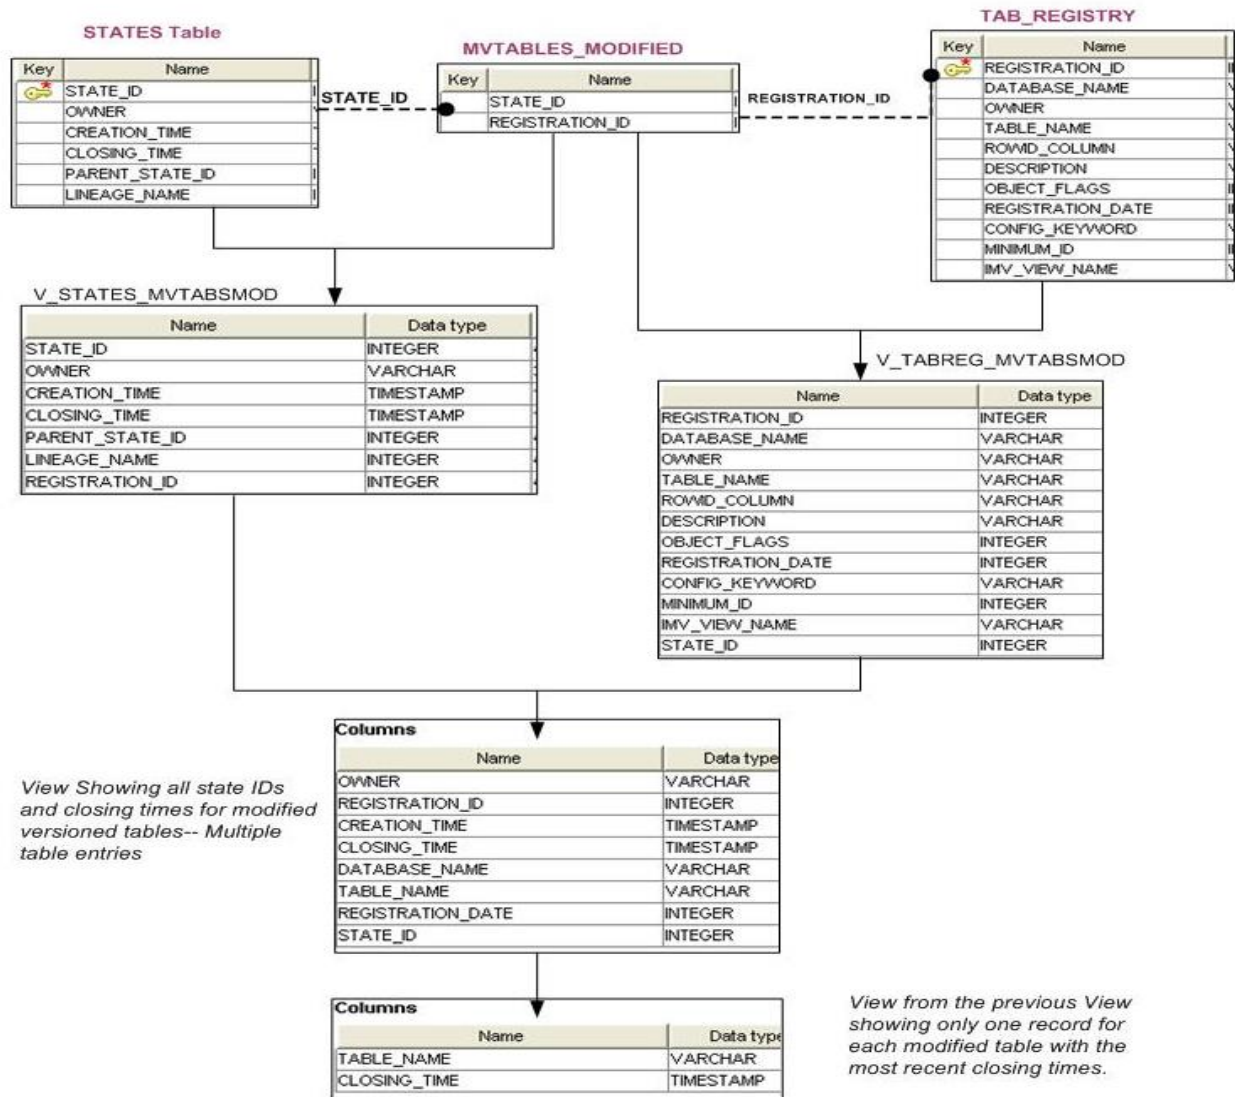 STATES Table
Key Name
STATE_ID
OWNER
CREATION_TIME
CLOSING_TIME
PARENT_STATE_ID
LINEAGE_NAME
STATE_ID
MVTABLES_MODIFIED
Key Name
STATE_ID
REGISTRATION_ID
REGISTRATION_ID
TAB_REGISTRY
Key Name
REGISTRATION_ID
DATABASE_NAME
OWNER
TABLE_NAME
ROWID_COLUMN
DESCRIPTION
OBJECT_FLAGS
REGISTRATION_DATE
CONFIG_KEYWORD
MINIMUM_ID
IMV_VIEW_NAME
V_STATES_MVTABSMOD
Name Data type
STATE_ID INTEGER
OWNER VARCHAR
CREATION_TIME TIMESTAMP
CLOSING_TIME TIMESTAMP
PARENT_STATE_ID INTEGER
LINEAGE_NAME INTEGER
REGISTRATION_ID INTEGER
V_TABREG_MVTABSMOD
Name Data type
REGISTRATION_ID INTEGER
DATABASE_NAME VARCHAR
OWNER VARCHAR
TABLE_NAME VARCHAR
ROWID_COLUMN VARCHAR
DESCRIPTION VARCHAR
OBJECT_FLAGS INTEGER
REGISTRATION_DATE INTEGER
CONFIG_KEYWORD VARCHAR
MINIMUM_ID INTEGER
IMV_VIEW_NAME VARCHAR
STATE_ID INTEGER
View Showing all state IDs
and closing times for modified
versioned tables-- Multiple
table entries
Columns
Name Data type
OWNER VARCHAR
REGISTRATION_ID INTEGER
CREATION_TIME TIMESTAMP
CLOSING_TIME TIMESTAMP
DATABASE_NAME VARCHAR
TABLE_NAME VARCHAR
REGISTRATION_DATE INTEGER
STATE_ID INTEGER
Columns
Name Data type
TABLE_NAME VARCHAR
CLOSING_TIME TIMESTAMP
View from the previous View
showing only one record for
each modified table with the
most recent closing times.